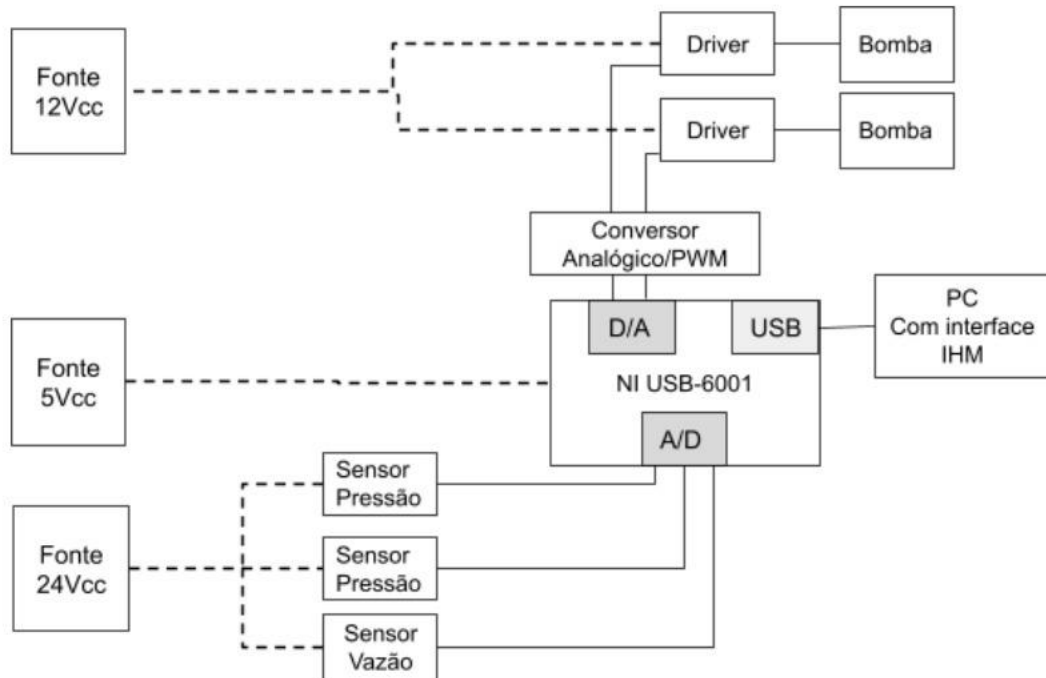 Driver
Bomba
Fonte
12Vcc
Driver
Bomba
Conversor
Analógico/PWM
D/A
USB
PC
Com interface
IHM
Fonte
5Vcc
NI USB-6001
A/D
Sensor
Pressão
Fonte
24Vcc
Sensor
Pressão
Sensor
Vazão